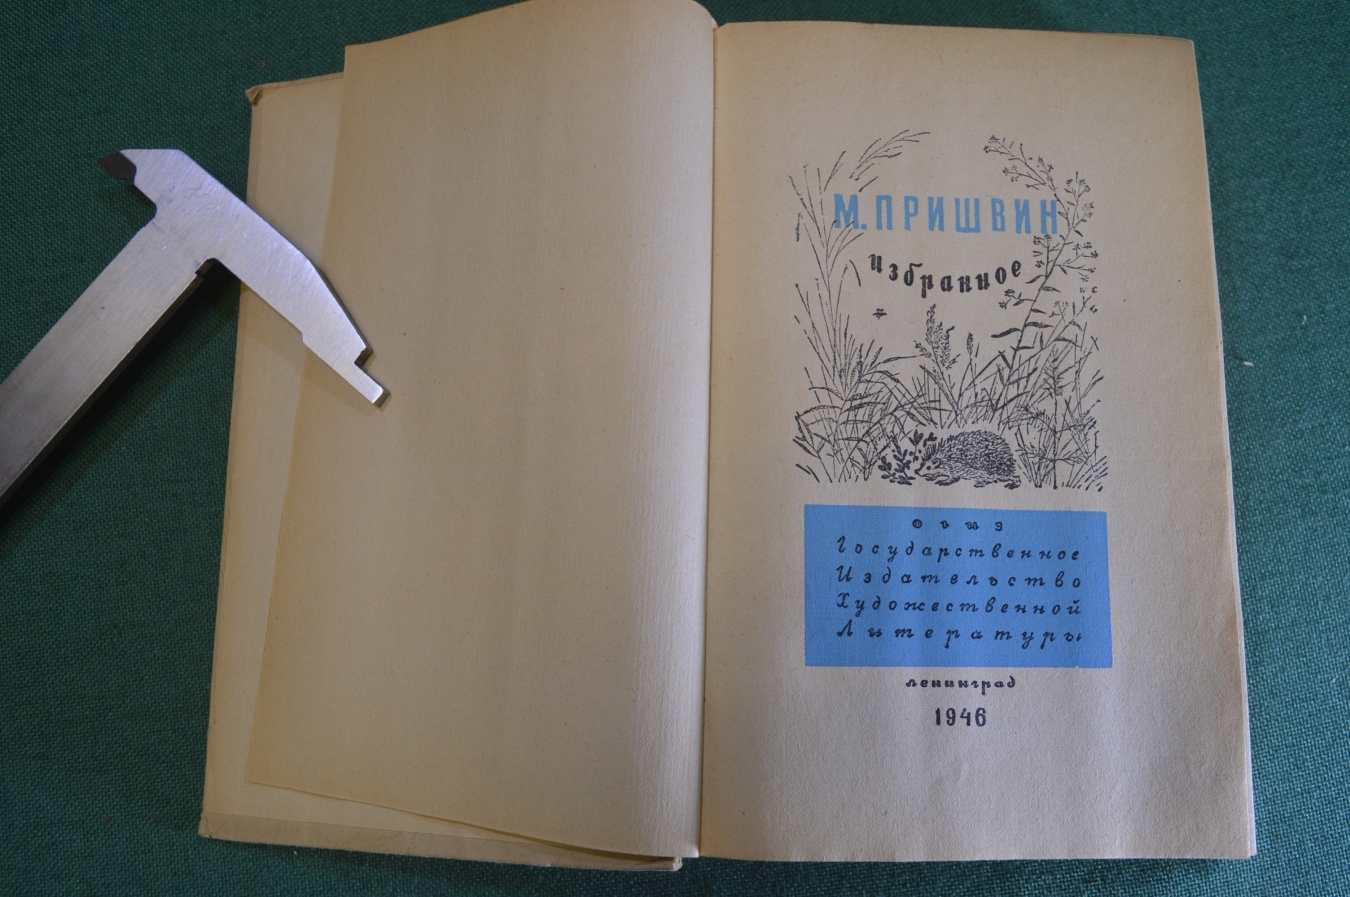 М. ПРИШВИН
избранное
Огиз
Государственное
Издательство
Художественной
Литературы
ленинград
1946